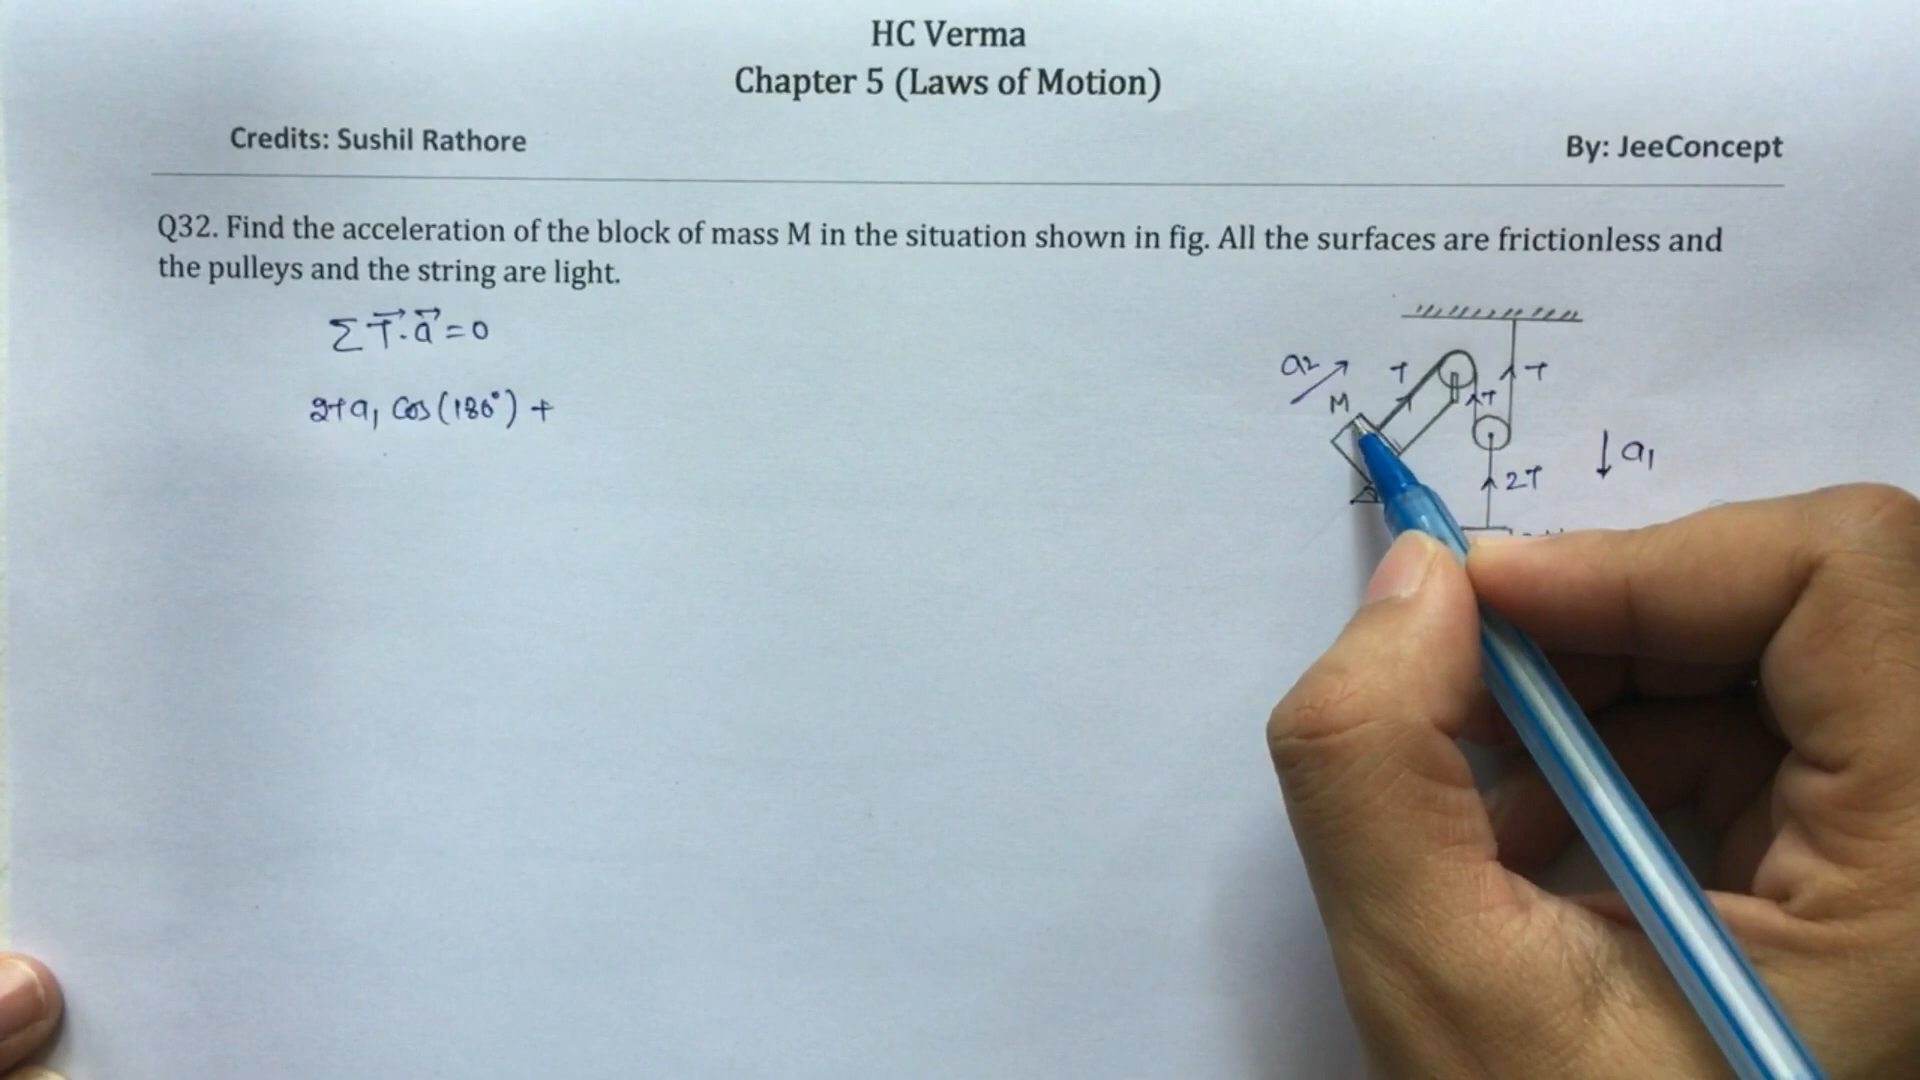 HC Verma
Chapter 5 (Laws of Motion)
Credits: Sushil Rathore
By: JeeConcept
Q32. Find the acceleration of the block of mass M in the situation shown in fig. All the surfaces are frictionless and
the pulleys and the string are light.
Σ T⃗·a⃗ = 0
2Ta₁ Cos(180°) +
a₂
M
T
T
T
2T
a₁